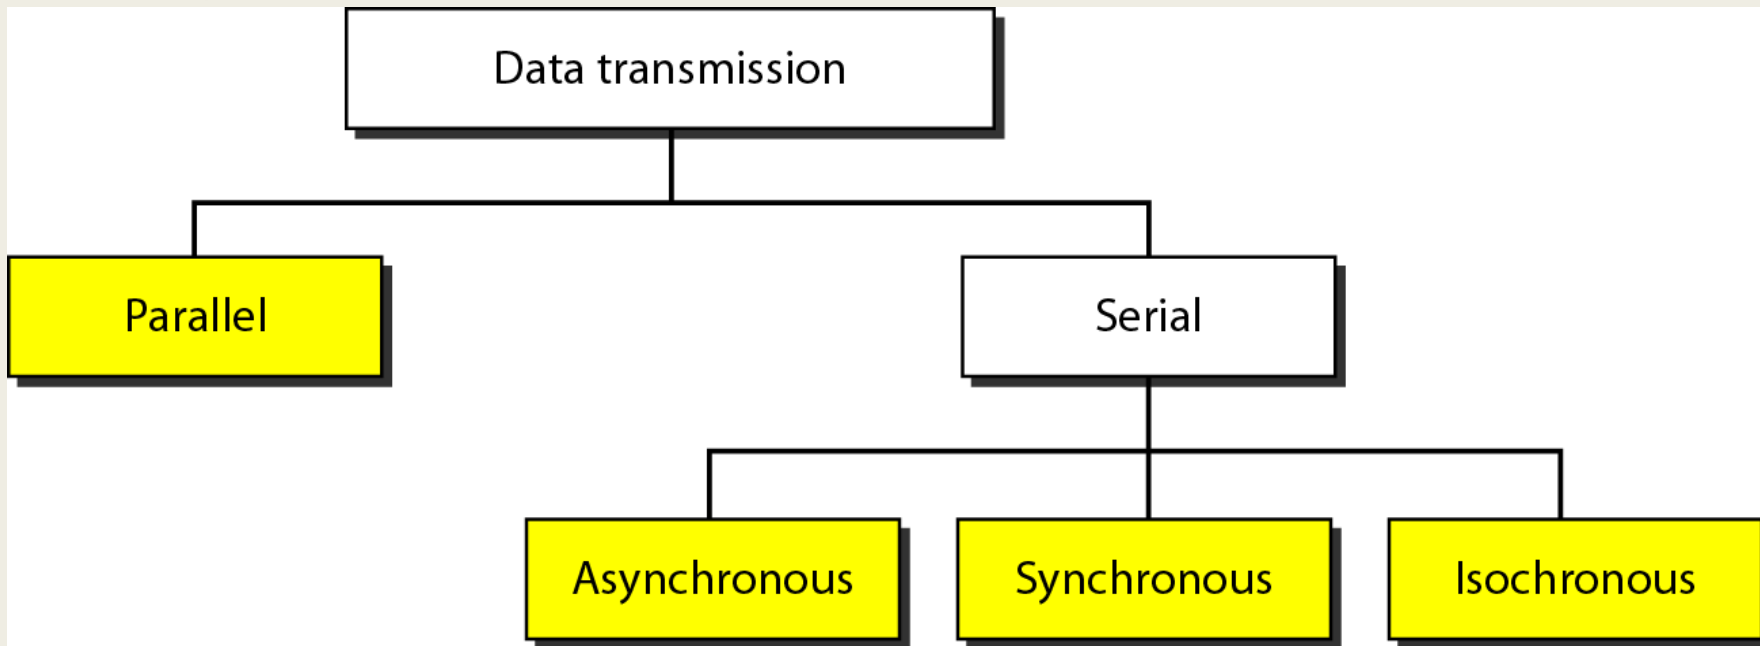 Data transmission
Parallel
Serial
Asynchronous
Synchronous
Isochronous